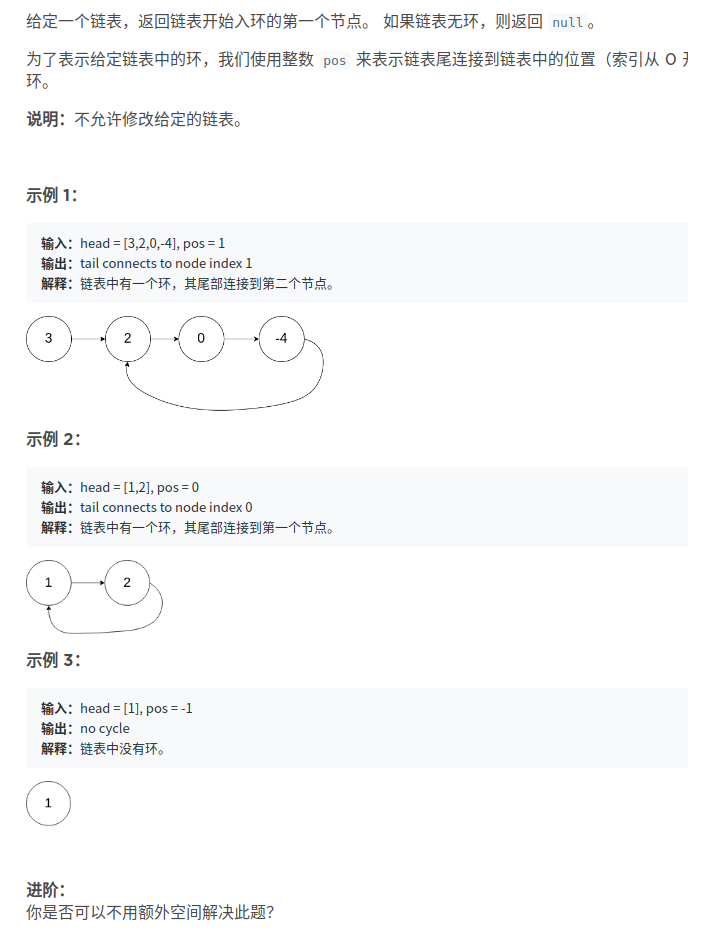 给定一个链表，返回链表开始入环的第一个节点。 如果链表无环，则返回 null。
为了表示给定链表中的环，我们使用整数 pos 来表示链表尾连接到链表中的位置（索引从 0
环。
说明：不允许修改给定的链表。
示例 1：
输入：head = [3,2,0,-4], pos = 1
输出：tail connects to node index 1
解释：链表中有一个环，其尾部连接到第二个节点。
3 2 0 -4
示例 2：
输入：head = [1,2], pos = 0
输出：tail connects to node index 0
解释：链表中有一个环，其尾部连接到第一个节点。
1 2
示例 3：
输入：head = [1], pos = -1
输出：no cycle
解释：链表中没有环。
1
进阶：
你是否可以不用额外空间解决此题？